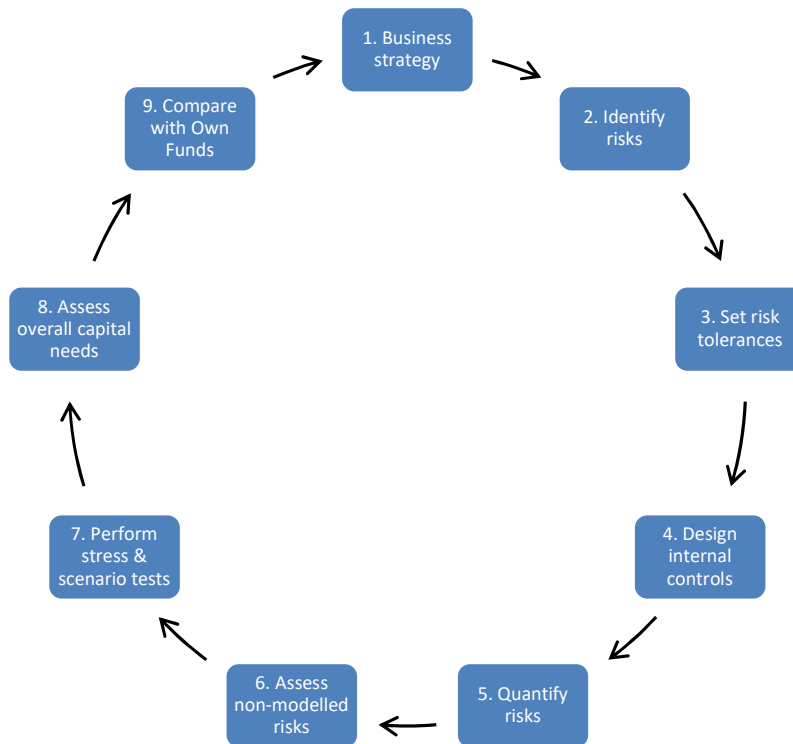 1. Business
strategy
2. Identify
risks
3. Set risk
tolerances
4. Design
internal
controls
5. Quantify
risks
6. Assess
non-modelled
risks
7. Perform
stress &
scenario tests
8. Assess
overall capital
needs
9. Compare
with Own
Funds